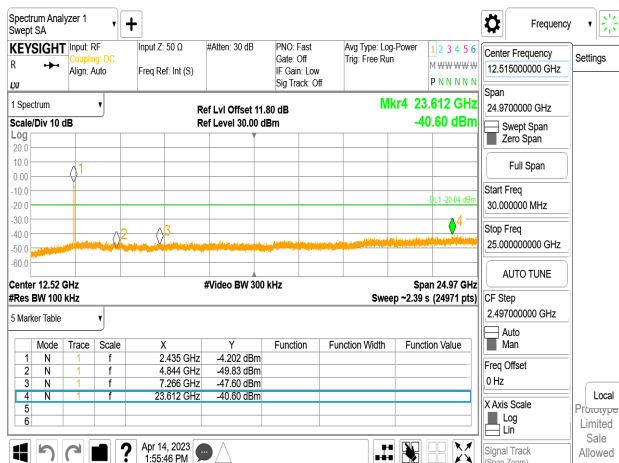 Spectrum Analyzer 1
Swept SA
+
Frequency
KEYSIGHT
Input: RF
Coupling: DC
Align: Auto
Input Z: 50 Ω
Freq Ref: Int (S)
#Atten: 30 dB
PNO: Fast
Gate: Off
IF Gain: Low
Sig Track: Off
Avg Type: Log-Power
Trig: Free Run
1 2 3 4 5 6
M W W W W W
P N N N N N
R
LXI
1 Spectrum
Scale/Div 10 dB
Ref Lvl Offset 11.80 dB
Ref Level 30.00 dBm
Mkr4 23.612 GHz
-40.60 dBm
Log
20.0
10.0
0.00
-10.0
-20.0
-30.0
-40.0
-50.0
-60.0
1
2
3
4
DL1 -20.04 dBm
Center 12.52 GHz
#Video BW 300 kHz
Span 24.97 GHz
#Res BW 100 kHz
Sweep ~2.39 s (24971 pts)
5 Marker Table
Mode Trace Scale X Y Function Function Width Function Value
1 N 1 f 2.435 GHz -4.202 dBm
2 N 1 f 4.844 GHz -49.83 dBm
3 N 1 f 7.266 GHz -47.60 dBm
4 N 1 f 23.612 GHz -40.60 dBm
5
6
?
Apr 14, 2023
1:55:46 PM
Center Frequency
12.515000000 GHz
Settings
Span
24.9700000 GHz
Swept Span
Zero Span
Full Span
Start Freq
30.000000 MHz
Stop Freq
25.000000000 GHz
AUTO TUNE
CF Step
2.497000000 GHz
Auto
Man
Freq Offset
0 Hz
X Axis Scale
Log
Lin
Signal Track
(Span Zoom)
Local
Prototype
Limited
Sale
Allowed